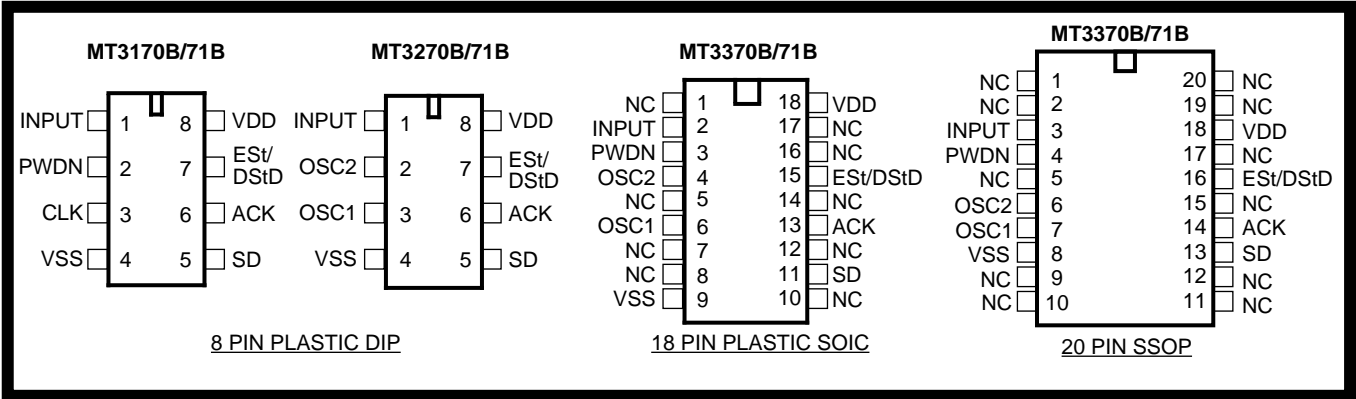 MT3170B/71B
INPUT 1 8 VDD
PWDN 2 7 ESt/
DStD
CLK 3 6 ACK
VSS 4 5 SD
MT3270B/71B
INPUT 1 8 VDD
OSC2 2 7 ESt/
DStD
OSC1 3 6 ACK
VSS 4 5 SD
8 PIN PLASTIC DIP
MT3370B/71B
NC 1 18 VDD
INPUT 2 17 NC
PWDN 3 16 NC
OSC2 4 15 ESt/DStD
NC 5 14 NC
OSC1 6 13 ACK
NC 7 12 NC
NC 8 11 SD
VSS 9 10 NC
18 PIN PLASTIC SOIC
MT3370B/71B
NC 1 20 NC
NC 2 19 NC
INPUT 3 18 VDD
PWDN 4 17 NC
NC 5 16 ESt/DStD
OSC2 6 15 NC
OSC1 7 14 ACK
VSS 8 13 SD
NC 9 12 NC
NC 10 11 NC
20 PIN SSOP